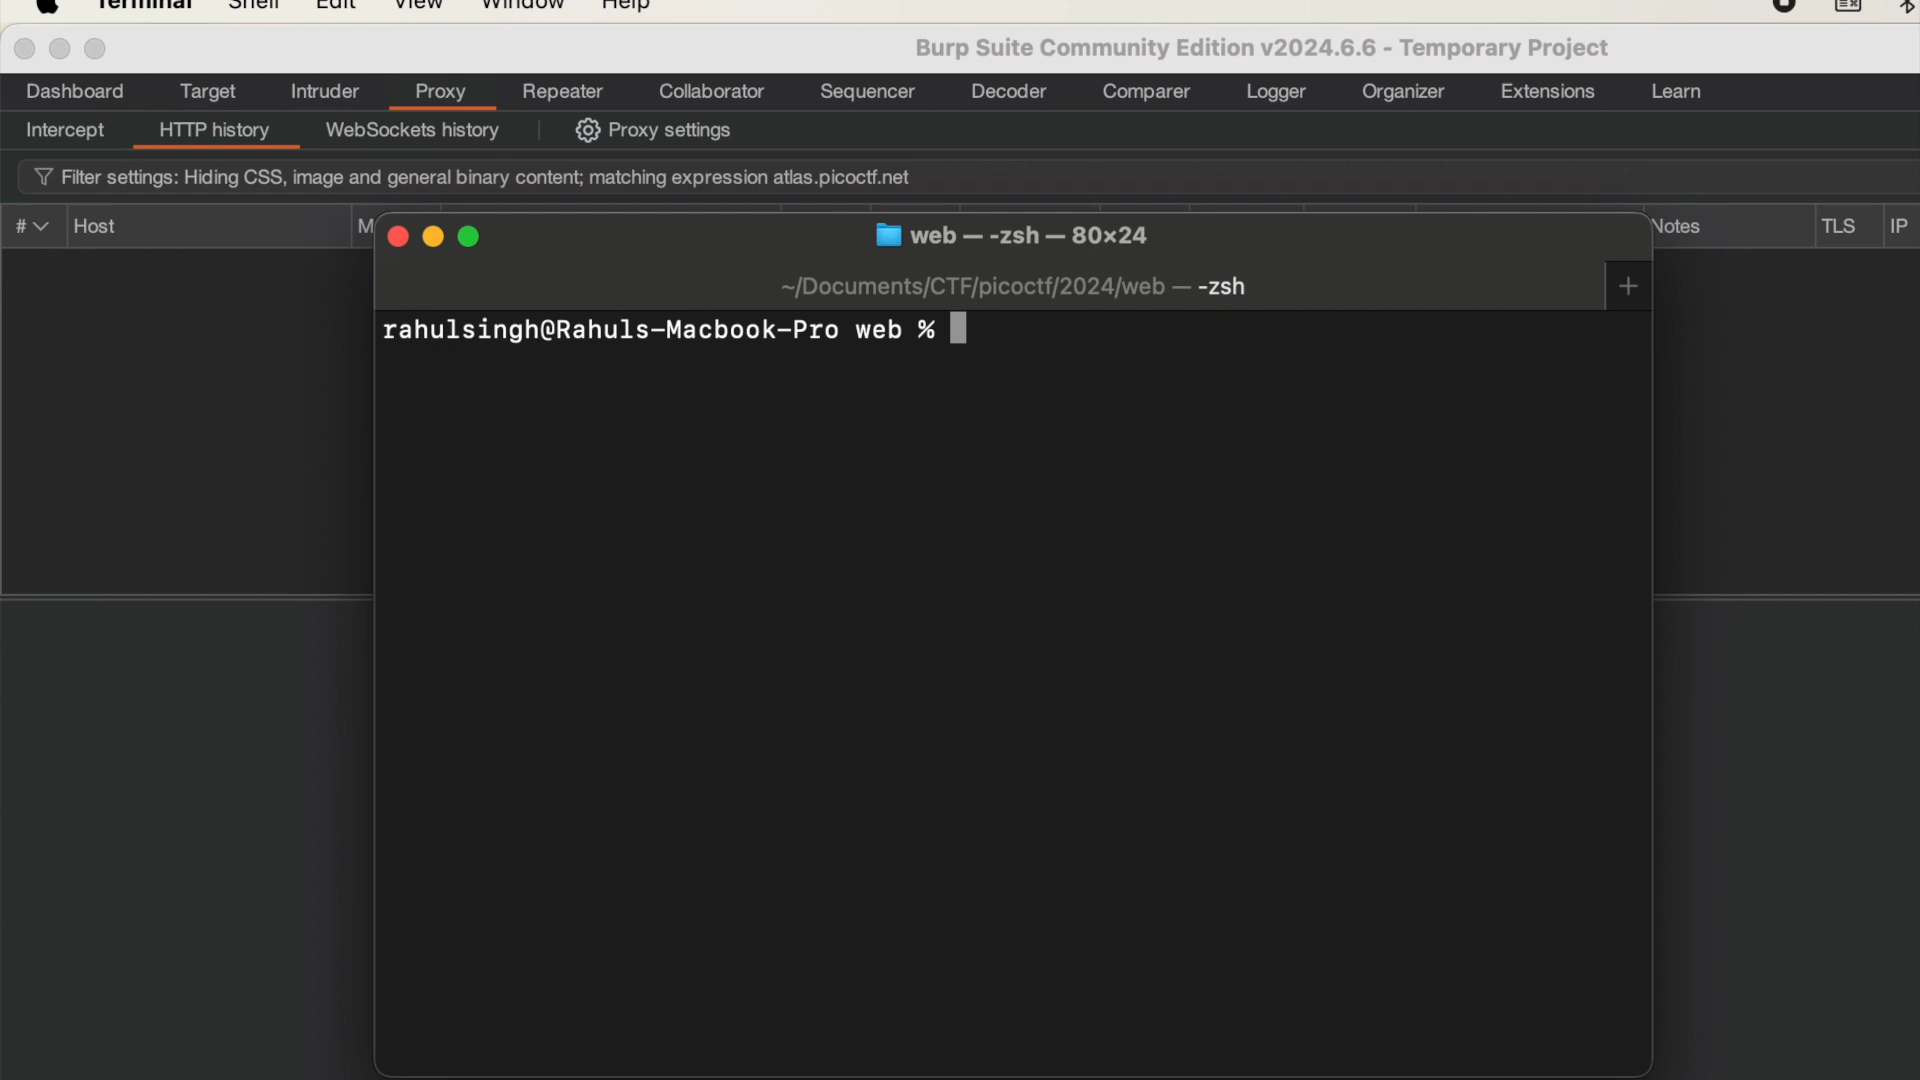 Terminal Shell Edit View Window Help
Burp Suite Community Edition v2024.6.6 - Temporary Project
Dashboard Target Intruder Proxy Repeater Collaborator Sequencer Decoder Comparer Logger Organizer Extensions Learn
Intercept HTTP history WebSockets history Proxy settings
Filter settings: Hiding CSS, image and general binary content; matching expression atlas.picoctf.net
# Host M Notes TLS IP
web — -zsh — 80×24
~/Documents/CTF/picoctf/2024/web — -zsh +
rahulsingh@Rahuls-Macbook-Pro web %